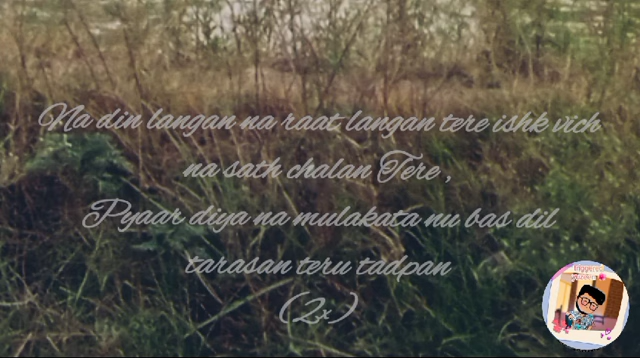 Na din langan na raat langan tere ishk vich
na sath chalan Tere,
Pyaar diya na mulakata nu bas dil
tarasan teru tadpan
(2x)